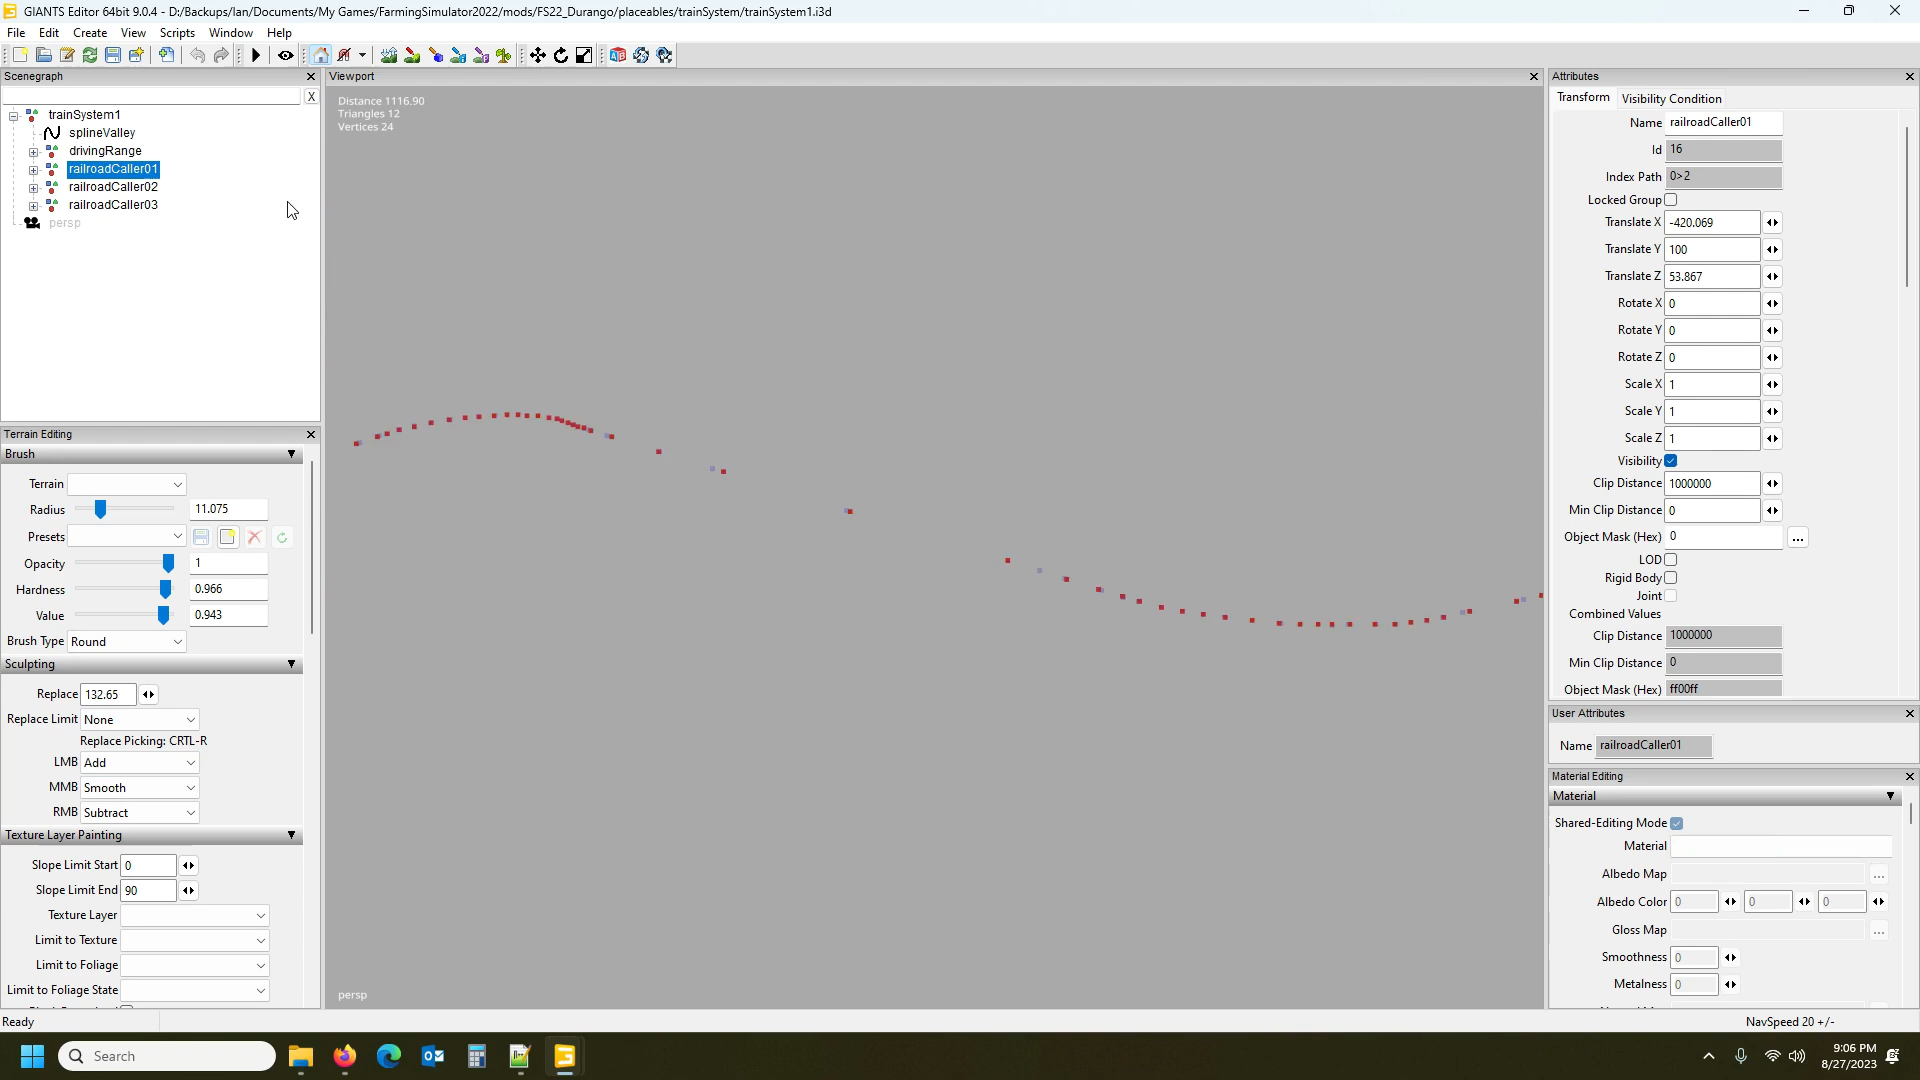 GIANTS Editor 64bit 9.0.4 - D:/Backups/Ian/Documents/My Games/FarmingSimulator2022/mods/FS22_Durango/placeables/trainSystem/trainSystem1.i3d
File Edit Create View Scripts Window Help
Scenegraph
X
trainSystem1
splineValley
drivingRange
railroadCaller01
railroadCaller02
railroadCaller03
persp
Terrain Editing
Brush
Terrain
Radius 11.075
Presets
Opacity 1
Hardness 0.966
Value 0.943
Brush Type Round
Sculpting
Replace 132.65
Replace Limit None
Replace Picking: CRTL-R
LMB Add
MMB Smooth
RMB Subtract
Texture Layer Painting
Slope Limit Start 0
Slope Limit End 90
Texture Layer
Limit to Texture
Limit to Foliage
Limit to Foliage State
Viewport
Distance 1116.90
Triangles 12
Vertices 24
persp
Attributes
Transform Visibility Condition
Name railroadCaller01
Id 16
Index Path 0>2
Locked Group
Translate X -420.069
Translate Y 100
Translate Z 53.867
Rotate X 0
Rotate Y 0
Rotate Z 0
Scale X 1
Scale Y 1
Scale Z 1
Visibility
Clip Distance 1000000
Min Clip Distance 0
Object Mask (Hex) 0 ...
LOD
Rigid Body
Joint
Combined Values
Clip Distance 1000000
Min Clip Distance 0
Object Mask (Hex) ff00ff
User Attributes
Name railroadCaller01
Material Editing
Material
Shared-Editing Mode
Material
Albedo Map ...
Albedo Color 0 0 0
Gloss Map ...
Smoothness 0
Metalness 0
Ready
NavSpeed 20 +/-
Search
9:06 PM
8/27/2023